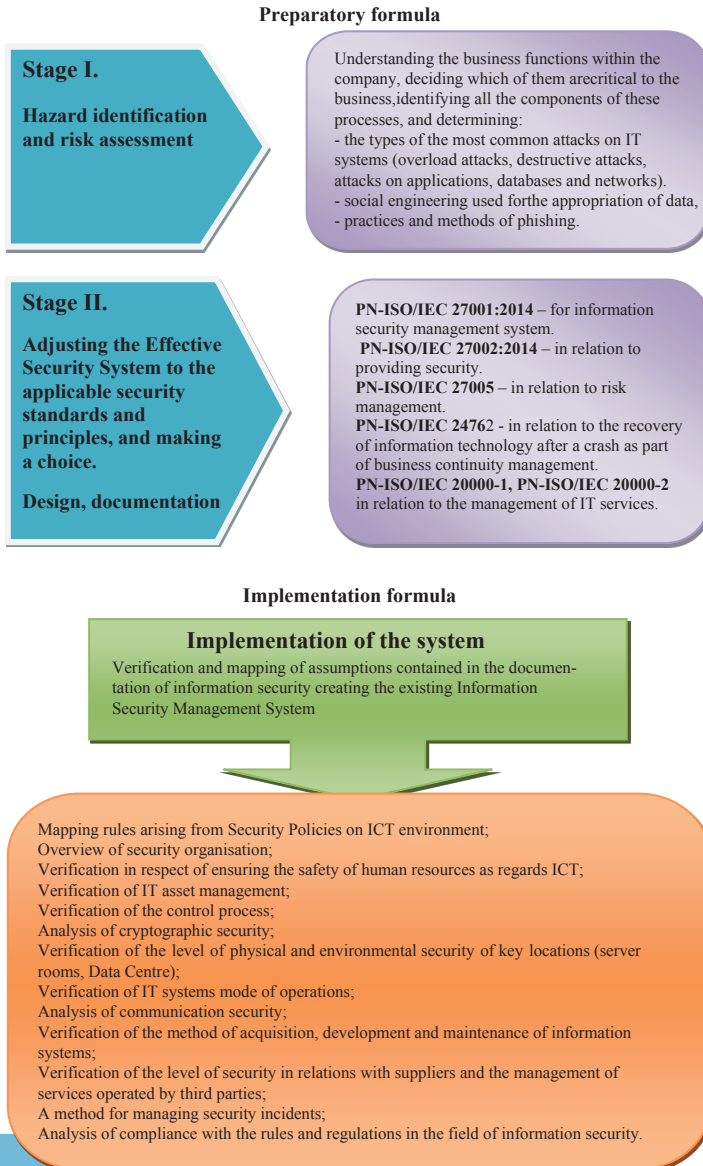 Preparatory formula
Stage I.
Hazard identification
and risk assessment
Understanding the business functions within the
company, deciding which of them arecritical to the
business,identifying all the components of these
processes, and determining:
- the types of the most common attacks on IT
systems (overload attacks, destructive attacks,
attacks on applications, databases and networks).
- social engineering used forthe appropriation of data,
- practices and methods of phishing.
Stage II.
Adjusting the Effective
Security System to the
applicable security
standards and
principles, and making
a choice.
Design, documentation
PN-ISO/IEC 27001:2014 – for information
security management system.
PN-ISO/IEC 27002:2014 – in relation to
providing security.
PN-ISO/IEC 27005 – in relation to risk
management.
PN-ISO/IEC 24762 - in relation to the recovery
of information technology after a crash as part
of business continuity management.
PN-ISO/IEC 20000-1, PN-ISO/IEC 20000-2
in relation to the management of IT services.
Implementation formula
Implementation of the system
Verification and mapping of assumptions contained in the documen-
tation of information security creating the existing Information
Security Management System
Mapping rules arising from Security Policies on ICT environment;
Overview of security organisation;
Verification in respect of ensuring the safety of human resources as regards ICT;
Verification of IT asset management;
Verification of the control process;
Analysis of cryptographic security;
Verification of the level of physical and environmental security of key locations (server
rooms, Data Centre);
Verification of IT systems mode of operations;
Analysis of communication security;
Verification of the method of acquisition, development and maintenance of information
systems;
Verification of the level of security in relations with suppliers and the management of
services operated by third parties;
A method for managing security incidents;
Analysis of compliance with the rules and regulations in the field of information security.